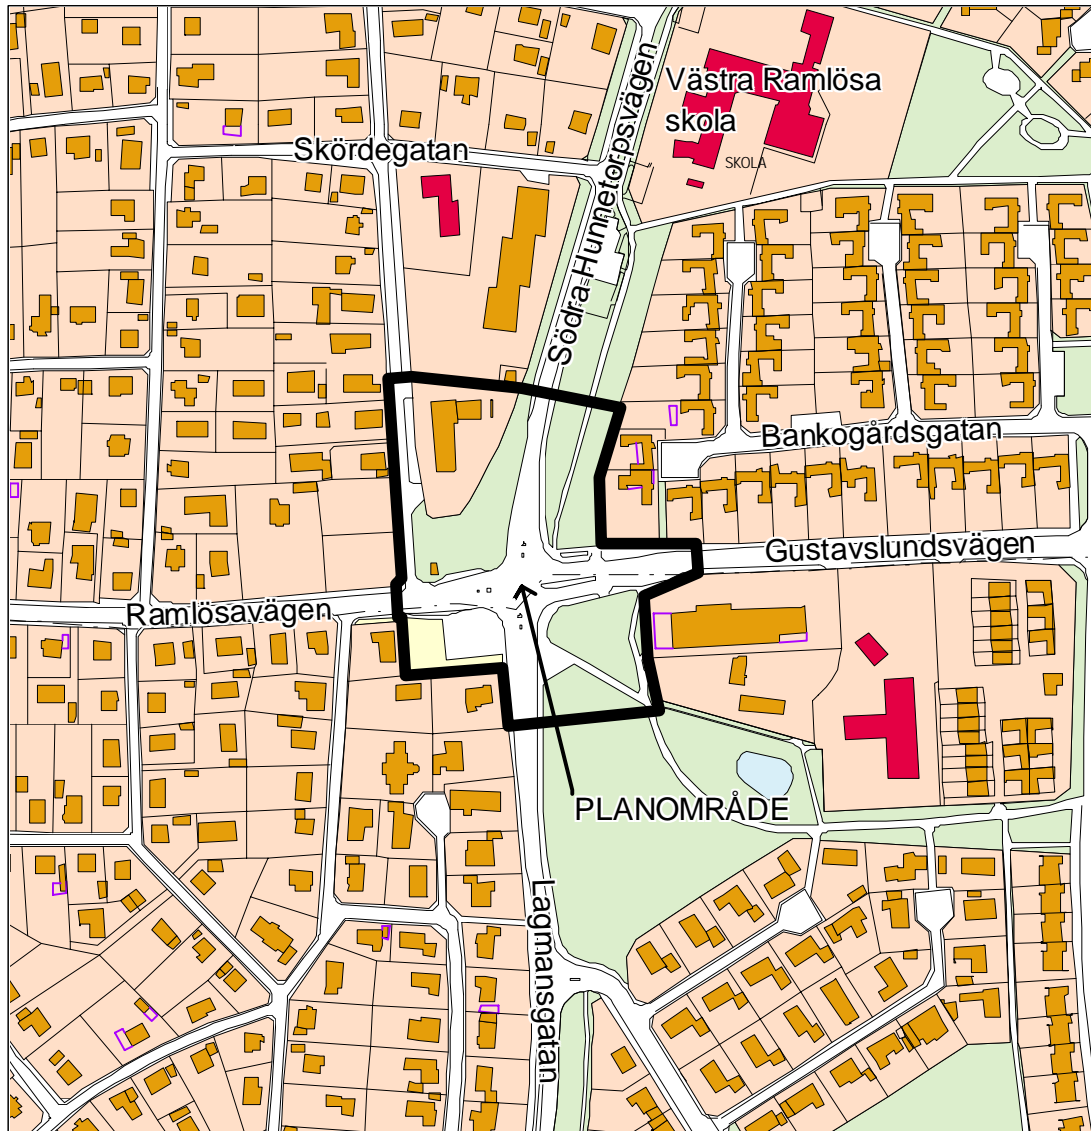 Västra Ramlösa
skola
SKOLA
Skördegatan
Södra Hunnetorpsvägen
Bankogårdsgatan
Gustavslundsvägen
Ramlösavägen
PLANOMRÅDE
Lagmansgatan